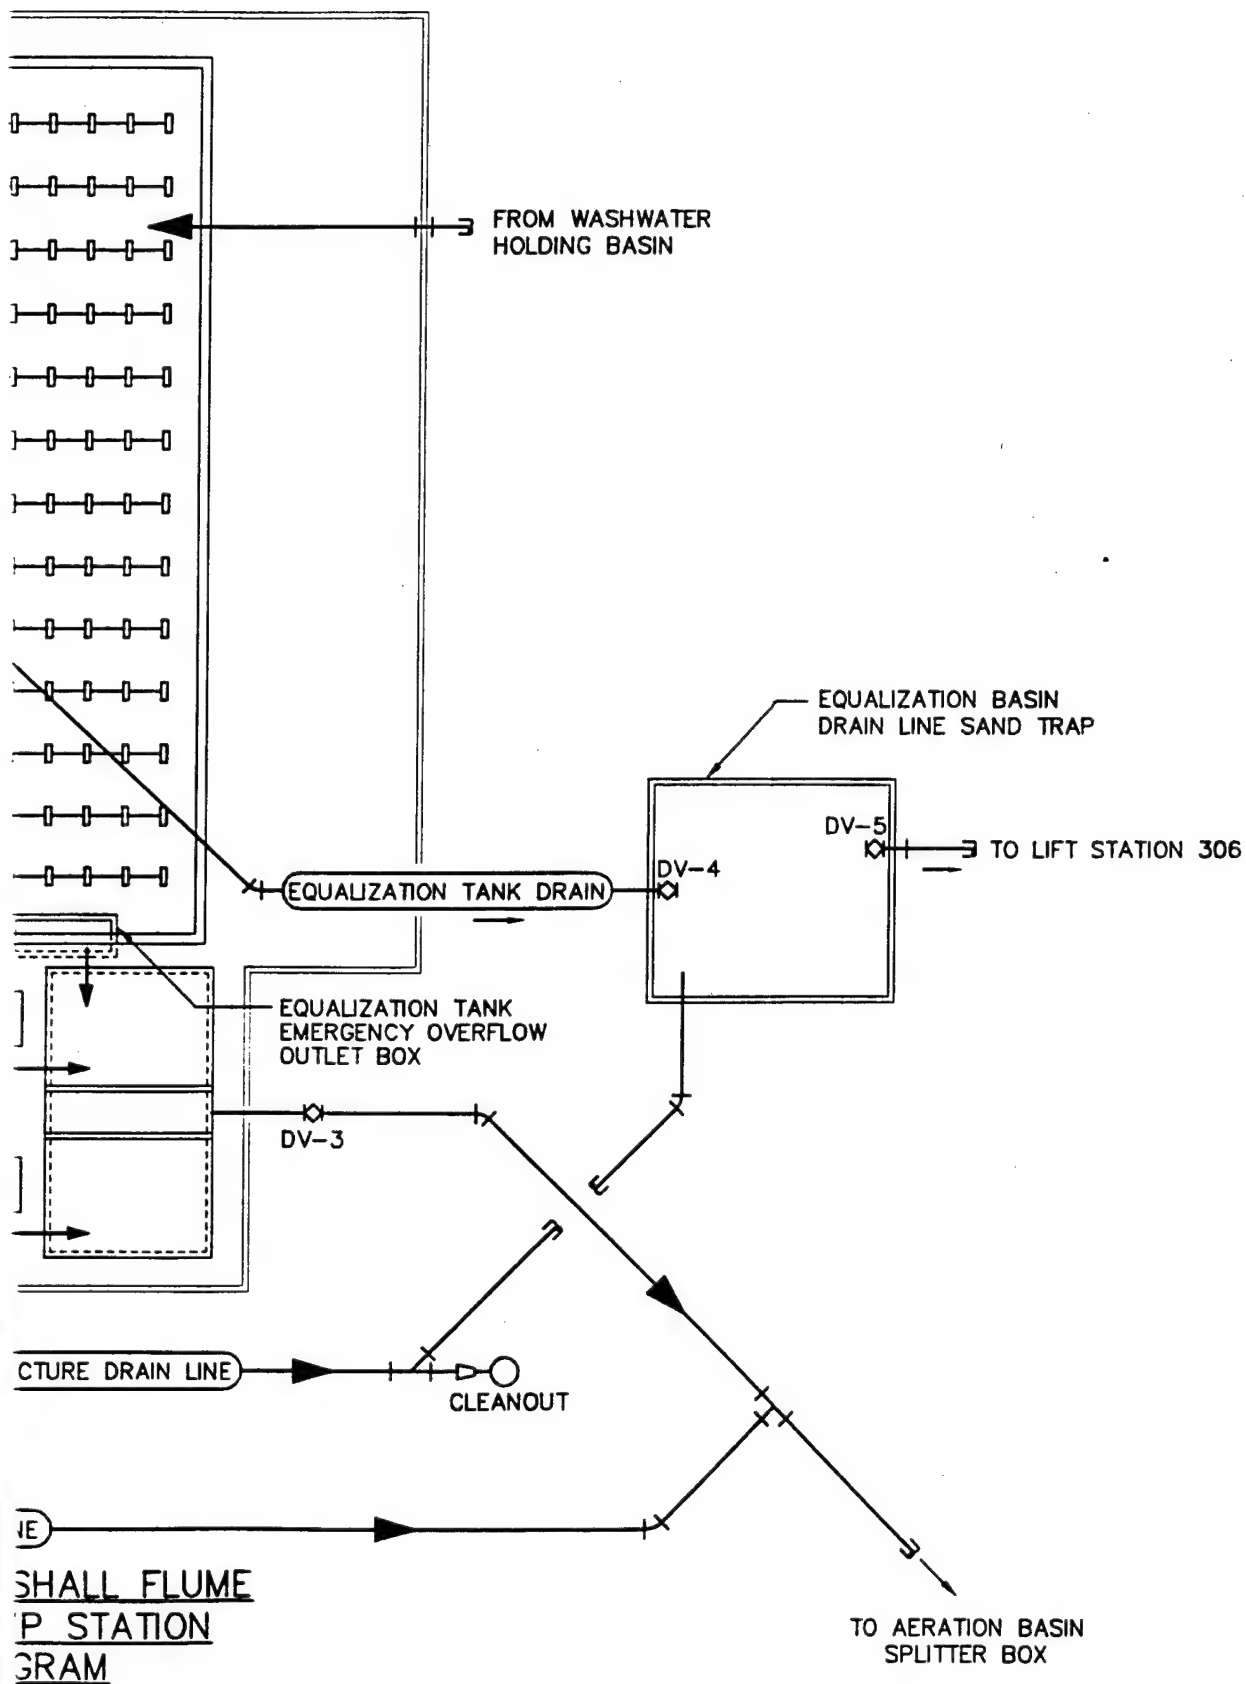 FROM WASHWATER
HOLDING BASIN
EQUALIZATION BASIN
DRAIN LINE SAND TRAP
DV-5
TO LIFT STATION 306
DV-4
EQUALIZATION TANK DRAIN
EQUALIZATION TANK
EMERGENCY OVERFLOW
OUTLET BOX
DV-3
CTURE DRAIN LINE
CLEANOUT
NE
SHALL FLUME
P STATION
GRAM
TO AERATION BASIN
SPLITTER BOX